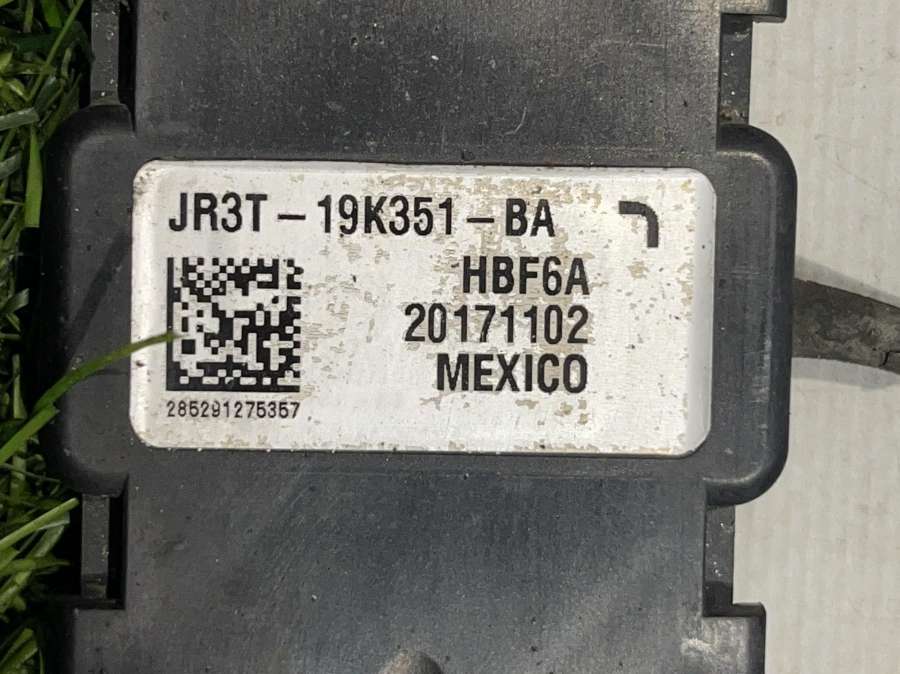 JR3T-19K351-BA
HBF6A
20171102
MEXICO
285291275357